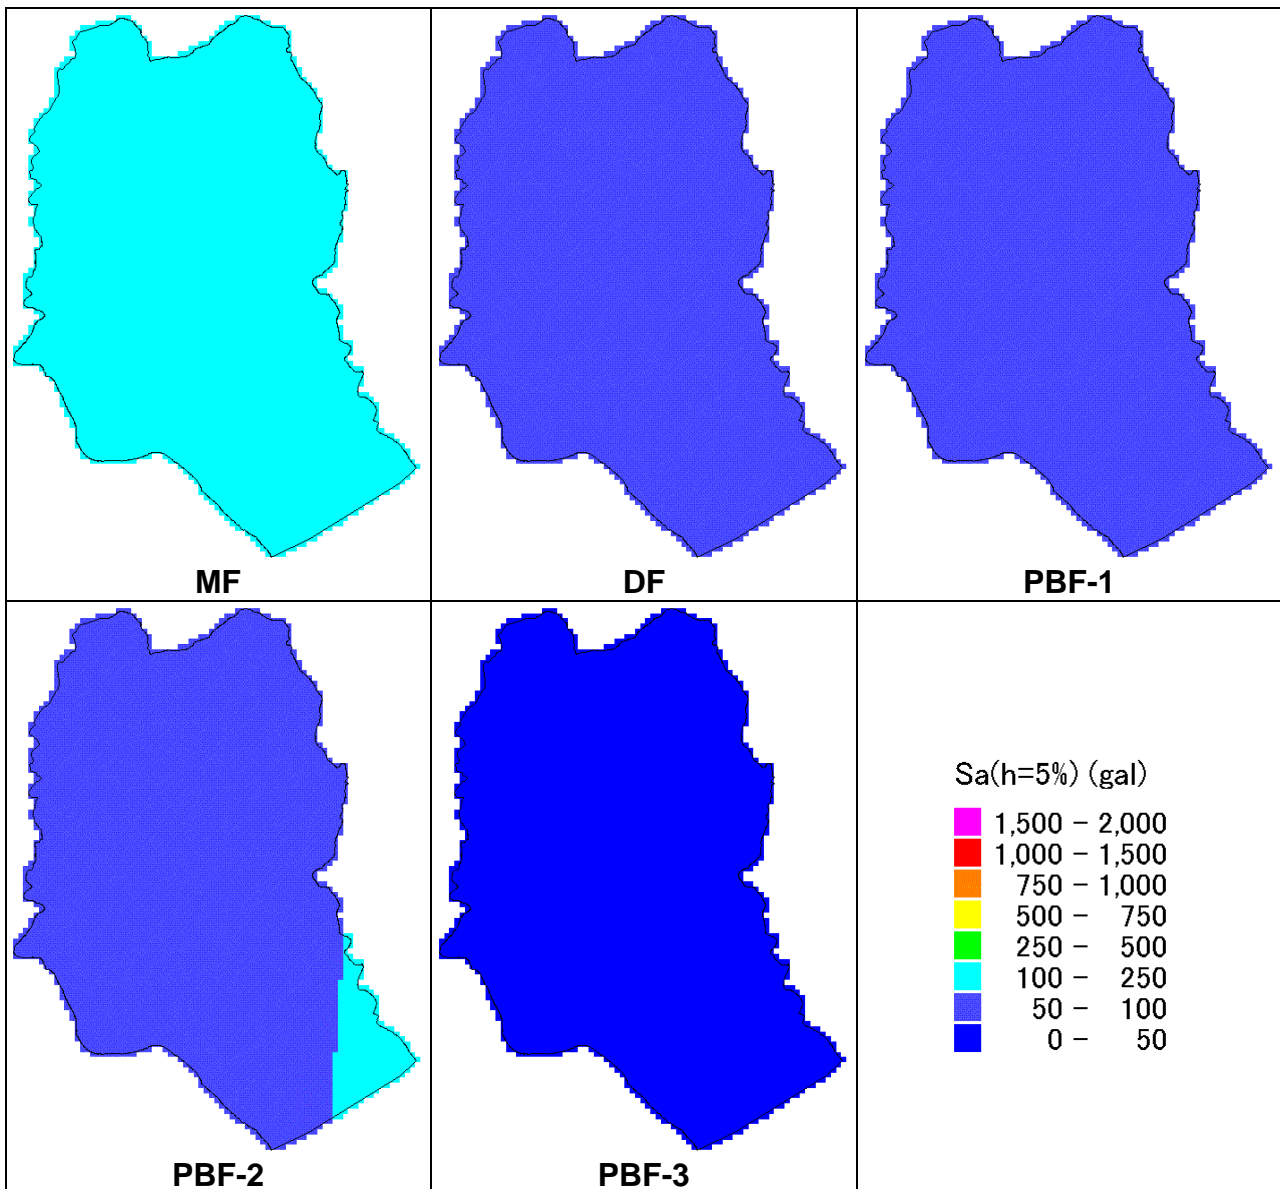 MF
DF
PBF-1
PBF-2
PBF-3
Sa(h=5%) (gal)
1,500 - 2,000
1,000 - 1,500
750 - 1,000
500 - 750
250 - 500
100 - 250
50 - 100
0 - 50